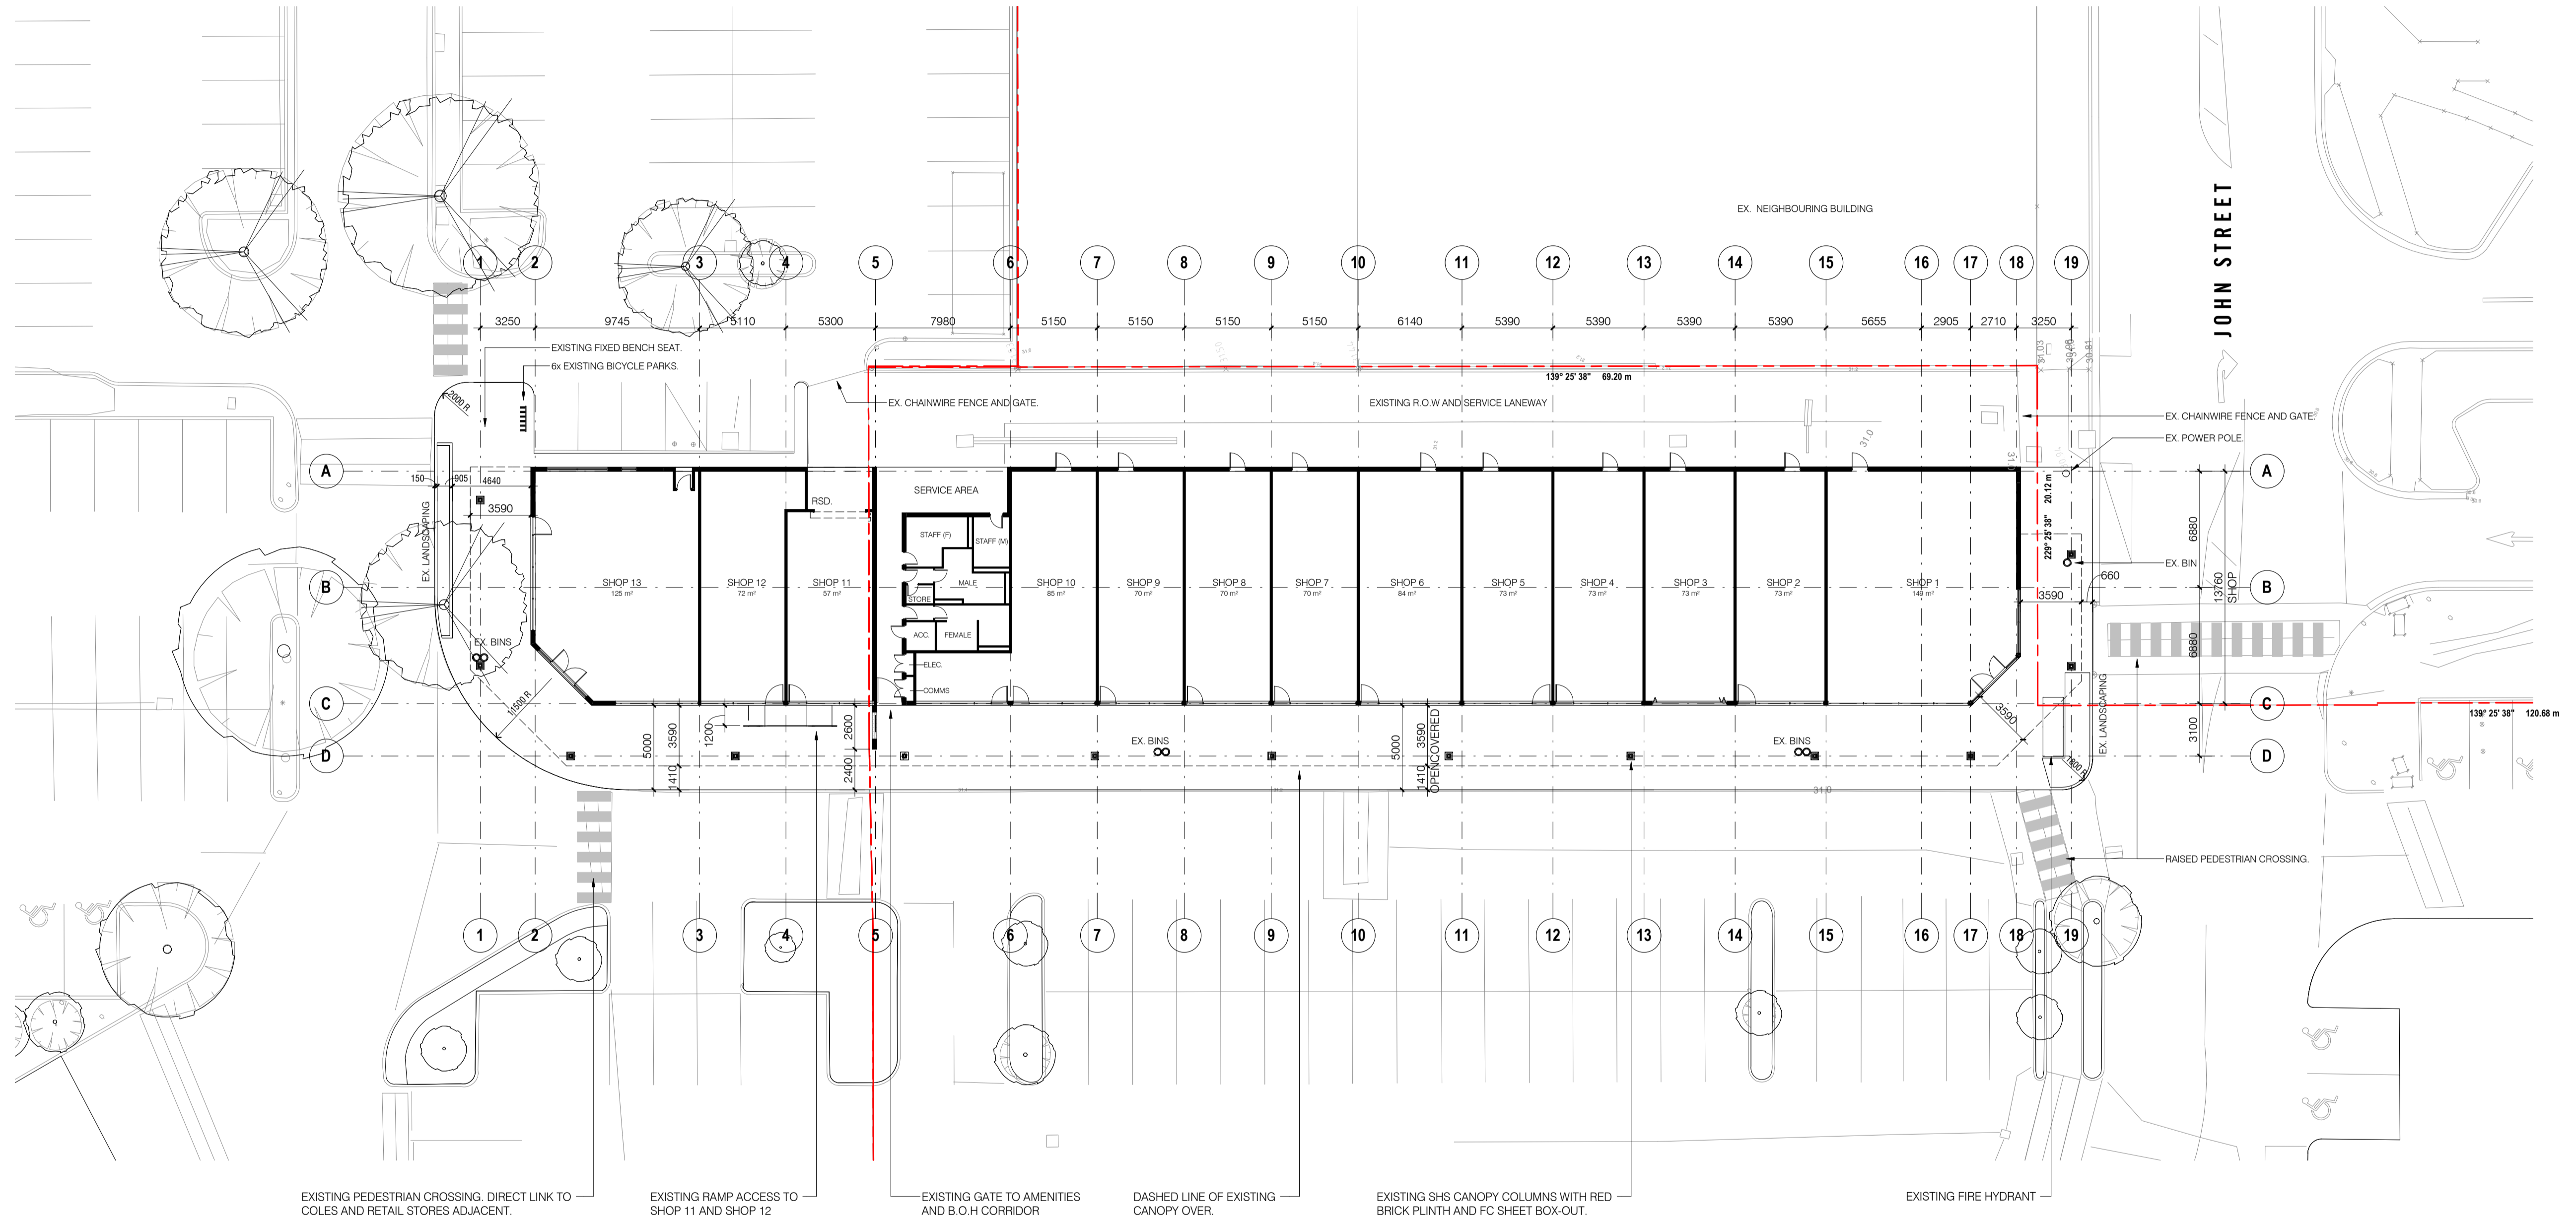 EX. NEIGHBOURING BUILDING
JOHN STREET
1 2 3 4 5 6 7 8 9 10 11 12 13 14 15 16 17 18 19
3250 9745 5110 5300 7980 5150 5150 5150 5150 6140 5390 5390 5390 5390 5655 2905 2710 3250
EXISTING FIXED BENCH SEAT.
6x EXISTING BICYCLE PARKS.
139° 25' 38" 69.20 m
2000 R
EX. CHAINWIRE FENCE AND GATE.
EXISTING R.O.W AND SERVICE LANEWAY
EX. CHAINWIRE FENCE AND GATE.
EX. POWER POLE.
31.0
A
A
150 905 4640
3590
EX. LANDSCAPING
RSD.
SERVICE AREA
229° 25' 38" 20.12 m
6880
STAFF (F)
STAFF (M)
EX. BIN
B
B
SHOP 13
125 m²
SHOP 12
72 m²
SHOP 11
57 m²
MALE
STORE
SHOP 10
85 m²
SHOP 9
70 m²
SHOP 8
70 m²
SHOP 7
70 m²
SHOP 6
84 m²
SHOP 5
73 m²
SHOP 4
73 m²
SHOP 3
73 m²
SHOP 2
73 m²
SHOP 1
149 m²
660
3590
13760
SHOP
6880
ACC.
FEMALE
EX. BINS
ELEC.
COMMS
11500 R
C
C
3590
EX. LANDSCAPING
139° 25' 38" 120.68 m
5000
3590
1410
1200
2600
2400
5000
3590
1410
OPEN
COVERED
3100
EX. BINS
EX. BINS
D
D
1800 R
31.0
RAISED PEDESTRIAN CROSSING.
1 2 3 4 5 6 7 8 9 10 11 12 13 14 15 16 17 18 19
EXISTING PEDESTRIAN CROSSING. DIRECT LINK TO
COLES AND RETAIL STORES ADJACENT.
EXISTING RAMP ACCESS TO
SHOP 11 AND SHOP 12
EXISTING GATE TO AMENITIES
AND B.O.H CORRIDOR
DASHED LINE OF EXISTING
CANOPY OVER.
EXISTING SHS CANOPY COLUMNS WITH RED
BRICK PLINTH AND FC SHEET BOX-OUT.
EXISTING FIRE HYDRANT